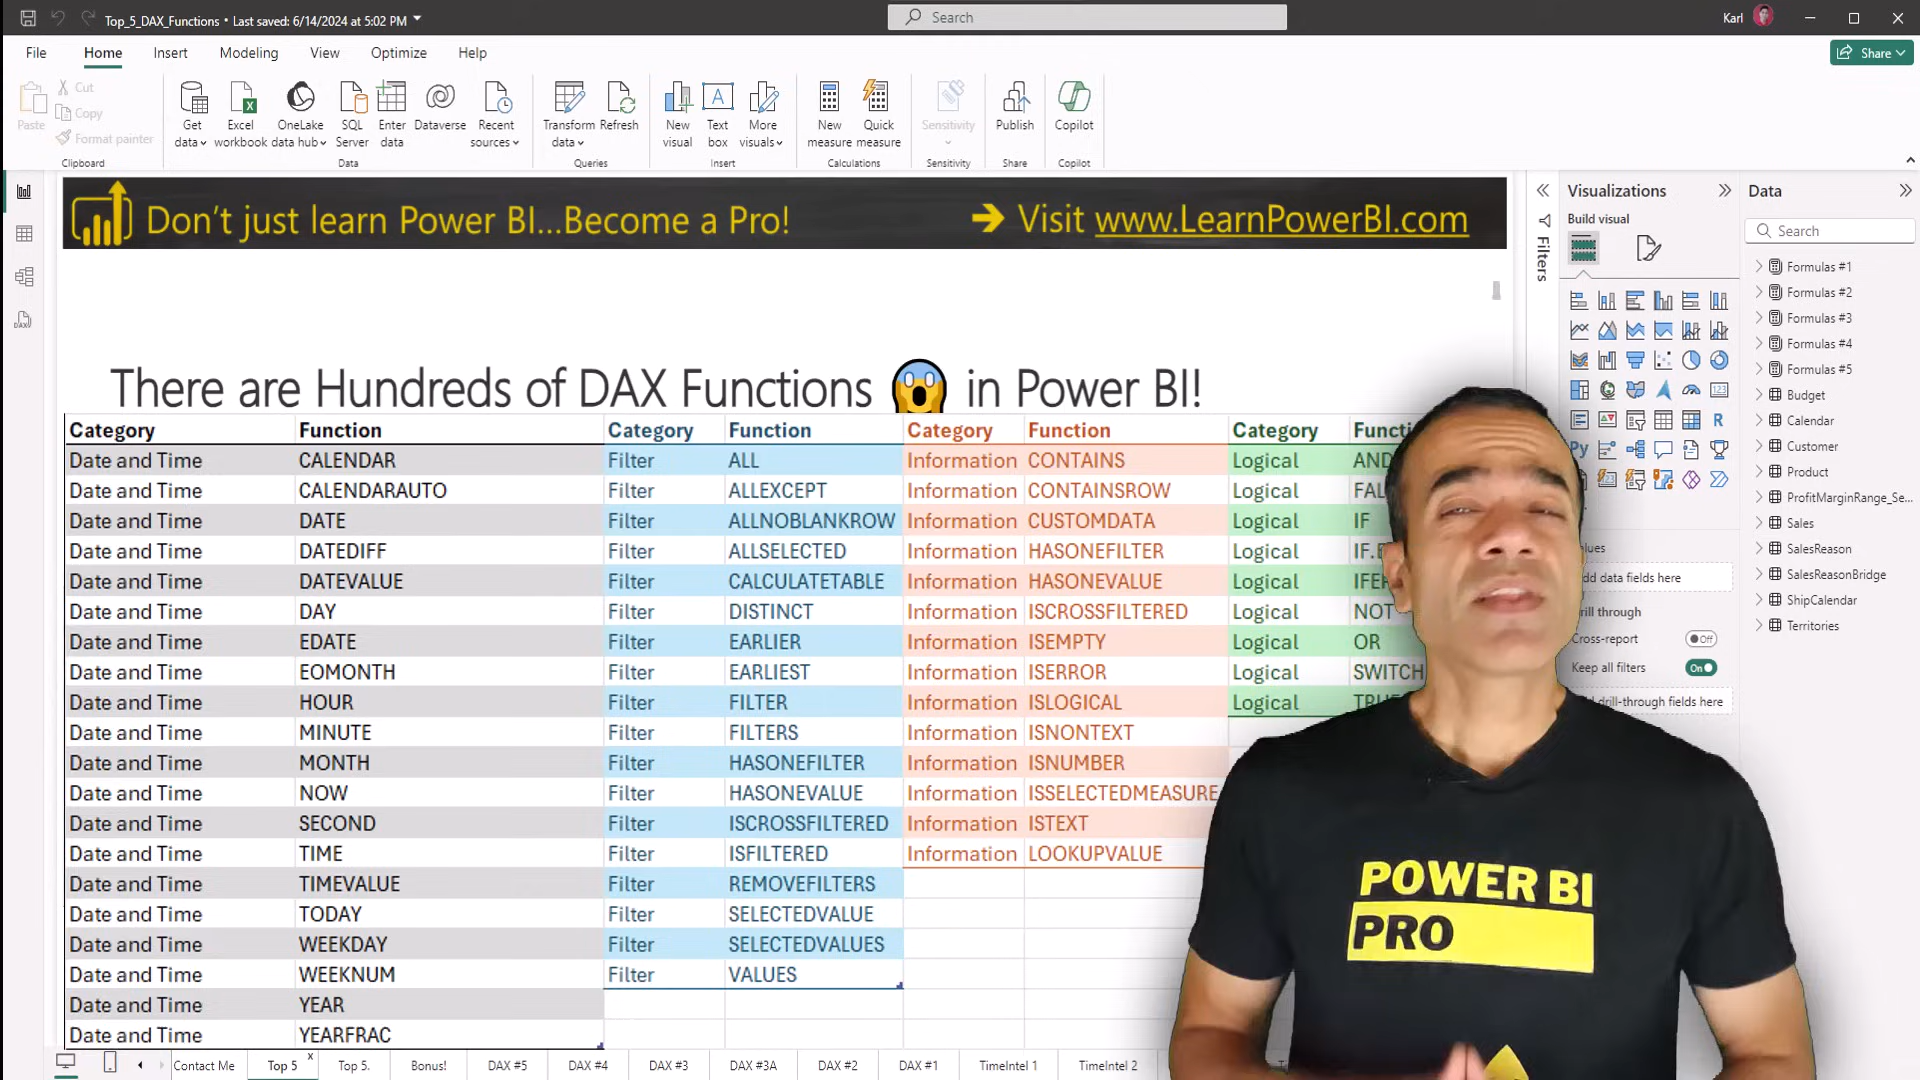 Top_5_DAX_Functions • Last saved: 6/14/2024 at 5:02 PM
Search
Karl
File Home Insert Modeling View Optimize Help
Share
Paste
Cut
Copy
Format painter
Clipboard
Get data
Excel workbook
OneLake data hub
SQL Server
Enter data
Dataverse
Recent sources
Data
Transform data
Refresh
Queries
New visual
Text box
More visuals
Insert
New measure
Quick measure
Calculations
Sensitivity
Sensitivity
Publish
Share
Copilot
Copilot
Don't just learn Power BI...Become a Pro!
Visit www.LearnPowerBI.com
There are Hundreds of DAX Functions 😱 in Power BI!
Category Function Category Function Category Function Category
Date and Time CALENDAR Filter ALL Information CONTAINS Logical
Date and Time CALENDARAUTO Filter ALLEXCEPT Information CONTAINSROW Logical
Date and Time DATE Filter ALLNOBLANKROW Information CUSTOMDATA Logical IF
Date and Time DATEDIFF Filter ALLSELECTED Information HASONEFILTER Logical
Date and Time DATEVALUE Filter CALCULATETABLE Information HASONEVALUE Logical
Date and Time DAY Filter DISTINCT Information ISCROSSFILTERED Logical NOT
Date and Time EDATE Filter EARLIER Information ISEMPTY Logical OR
Date and Time EOMONTH Filter EARLIEST Information ISERROR Logical SWITCH
Date and Time HOUR Filter FILTER Information ISLOGICAL Logical
Date and Time MINUTE Filter FILTERS Information ISNONTEXT
Date and Time MONTH Filter HASONEFILTER Information ISNUMBER
Date and Time NOW Filter HASONEVALUE Information ISSELECTEDMEASURE
Date and Time SECOND Filter ISCROSSFILTERED Information ISTEXT
Date and Time TIME Filter ISFILTERED Information LOOKUPVALUE
Date and Time TIMEVALUE Filter REMOVEFILTERS
Date and Time TODAY Filter SELECTEDVALUE
Date and Time WEEKDAY Filter SELECTEDVALUES
Date and Time WEEKNUM Filter VALUES
Date and Time YEAR
Date and Time YEARFRAC
POWER BI
PRO
Filters
Visualizations
Build visual
data fields here
Cross-report Off
Keep all filters On
drill-through fields here
Data
Search
Formulas #1
Formulas #2
Formulas #3
Formulas #4
Formulas #5
Budget
Calendar
Customer
Product
ProfitMarginRange_Se...
Sales
SalesReason
SalesReasonBridge
ShipCalendar
Territories
Contact Me Top 5 x Top 5. Bonus! DAX #5 DAX #4 DAX #3 DAX #3A DAX #2 DAX #1 TimeIntel 1 TimeIntel 2